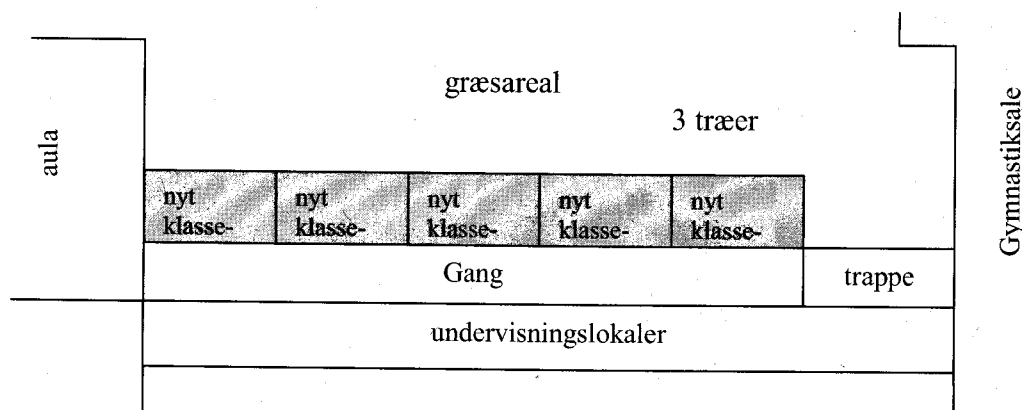 græsareal
3 træer
aula
Gymnastiksale
nyt
klasse-
nyt
klasse-
nyt
klasse-
nyt
klasse-
nyt
klasse-
Gang
trappe
undervisningslokaler